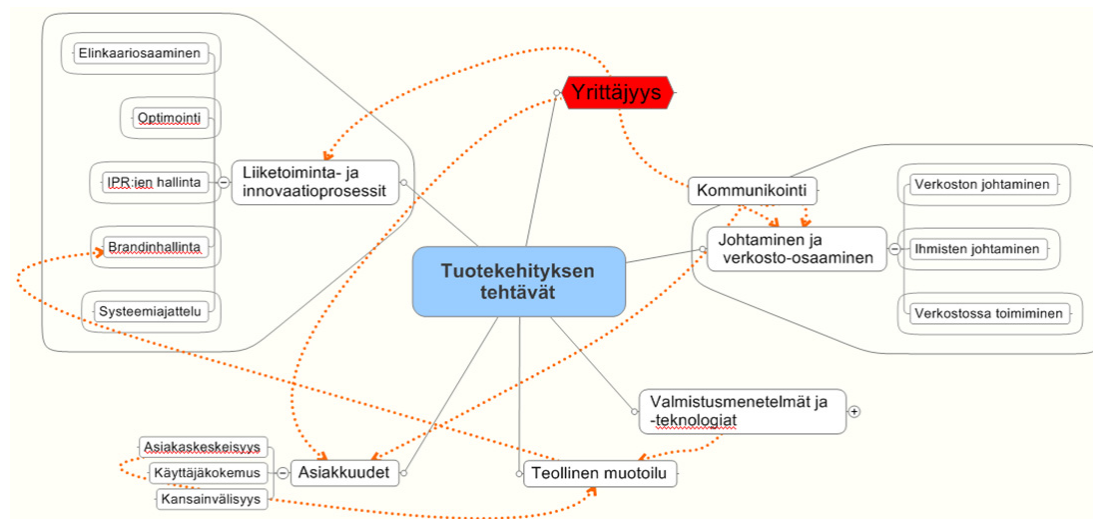 Elinkaariosaaminen
Optimointi
IPR:ien hallinta
Brandinhallinta
Systeemiajattelu
Liiketoiminta- ja
innovaatioprosessit
Yrittäjyys
Kommunikointi
Johtaminen ja
verkosto-osaaminen
Verkoston johtaminen
Ihmisten johtaminen
Verkostossa toimiminen
Tuotekehityksen
tehtävät
Valmistusmenetelmät ja
-teknologiat
Asiakaskeskeisyys
Käyttäjäkokemus
Kansainvälisyys
Asiakkuudet
Teollinen muotoilu